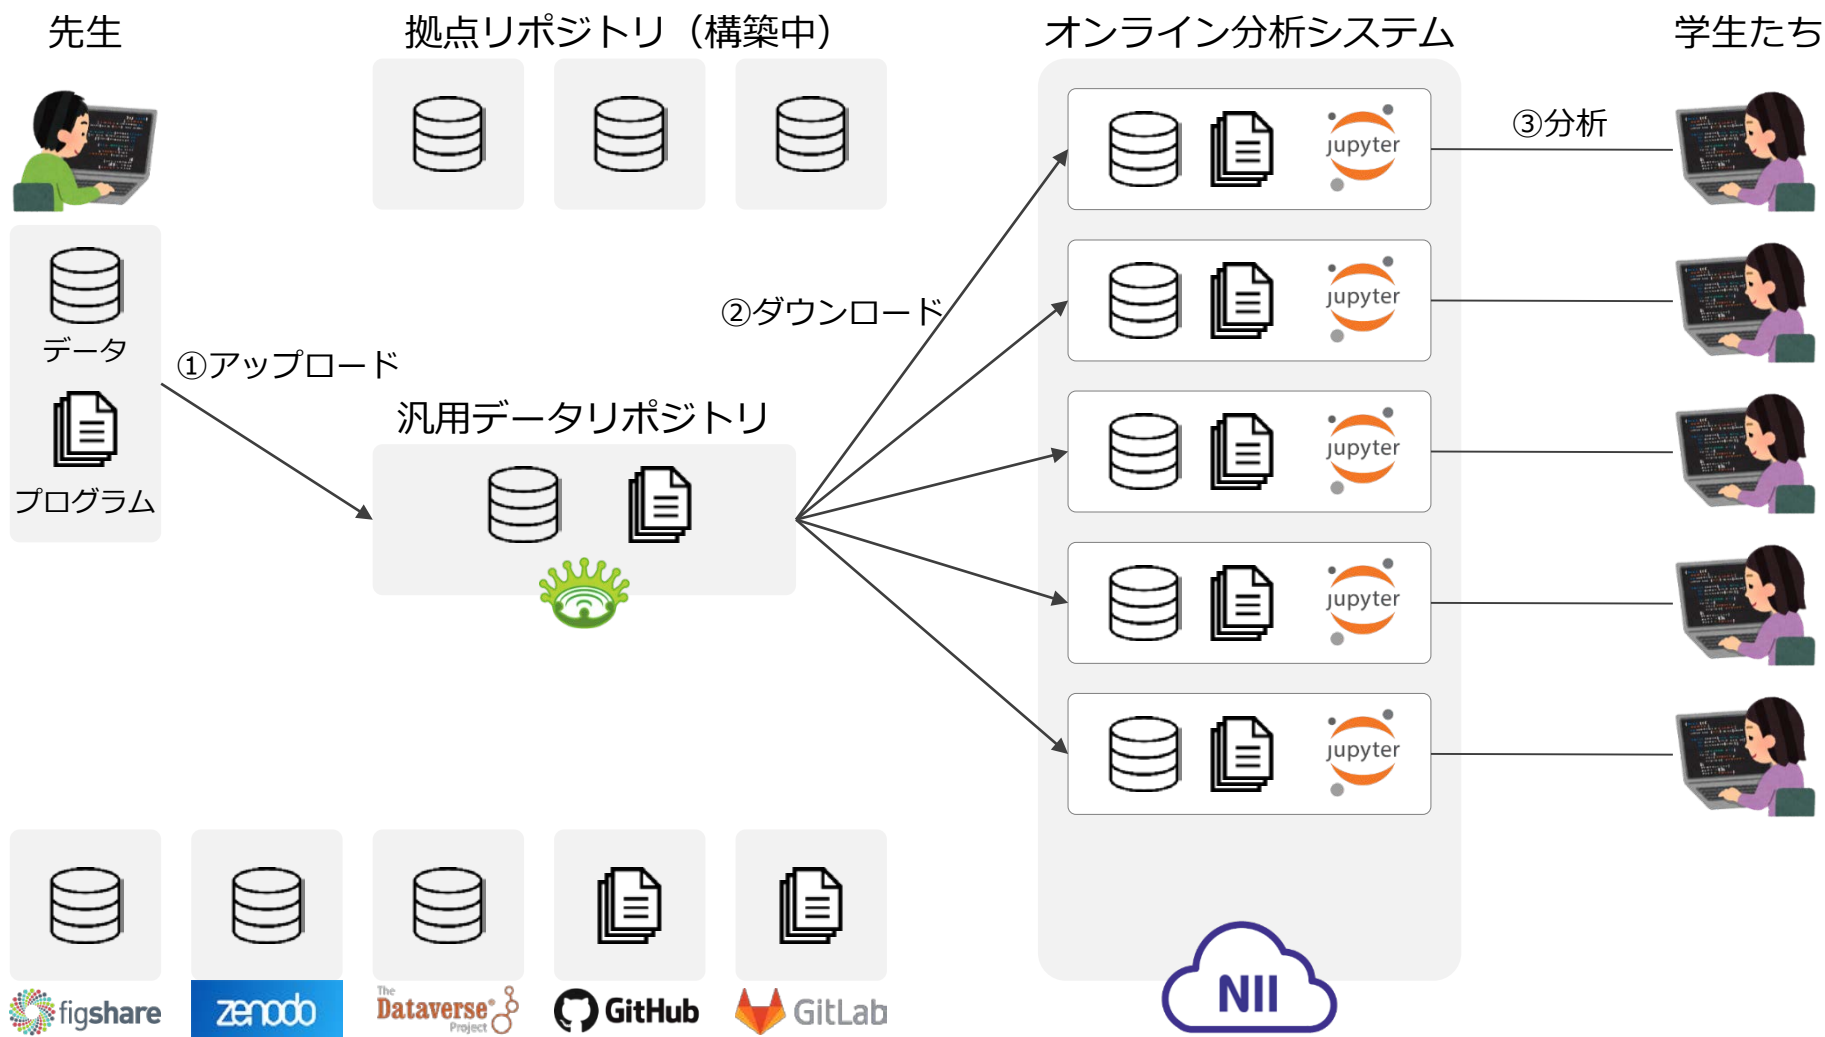 先生
拠点リポジトリ（構築中）
オンライン分析システム
学生たち
jupyter
③分析
jupyter
②ダウンロード
データ
①アップロード
汎用データリポジトリ
jupyter
プログラム
jupyter
jupyter
figshare
zenodo
The
Dataverse®
Project
GitHub
GitLab
NII